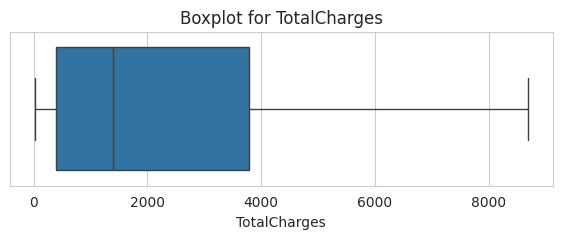 Boxplot for TotalCharges
0 2000 4000 6000 8000
TotalCharges